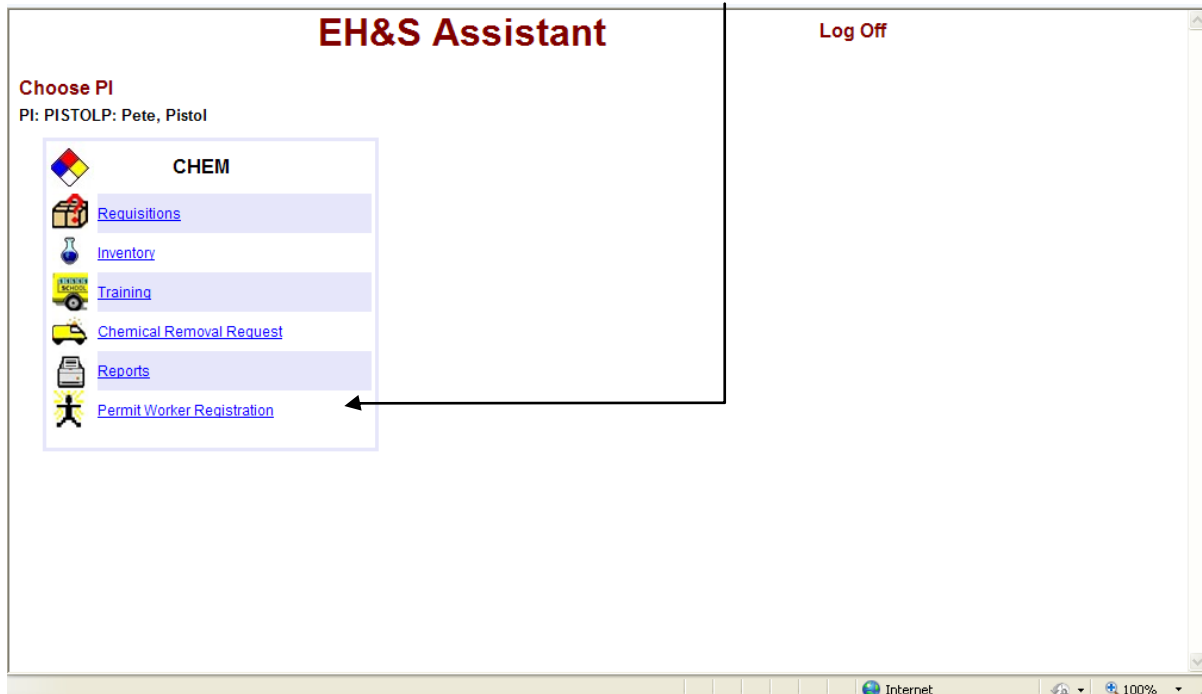 EH&S Assistant
Log Off
Choose PI
PI: PISTOLP: Pete, Pistol
CHEM
Requisitions
Inventory
SCHOOL
Training
Chemical Removal Request
Reports
Permit Worker Registration
Internet
100%